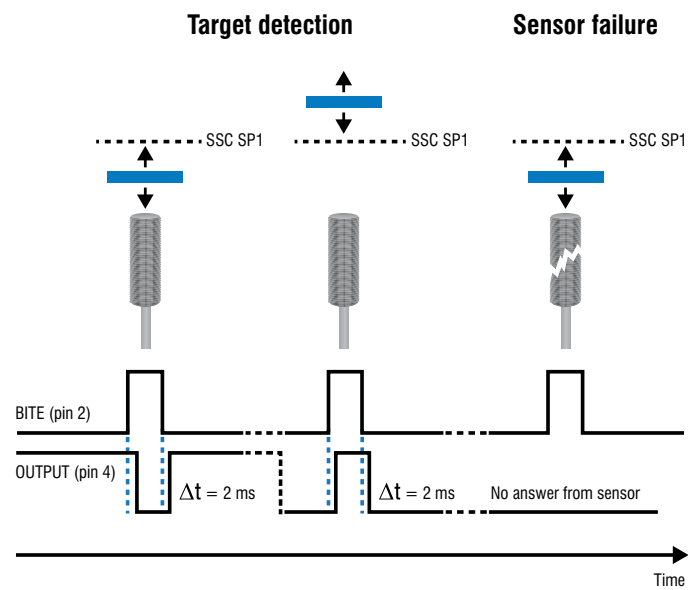 Target detection
Sensor failure
SSC SP1
SSC SP1
SSC SP1
BITE (pin 2)
OUTPUT (pin 4)
Δt = 2 ms
Δt = 2 ms
No answer from sensor
Time